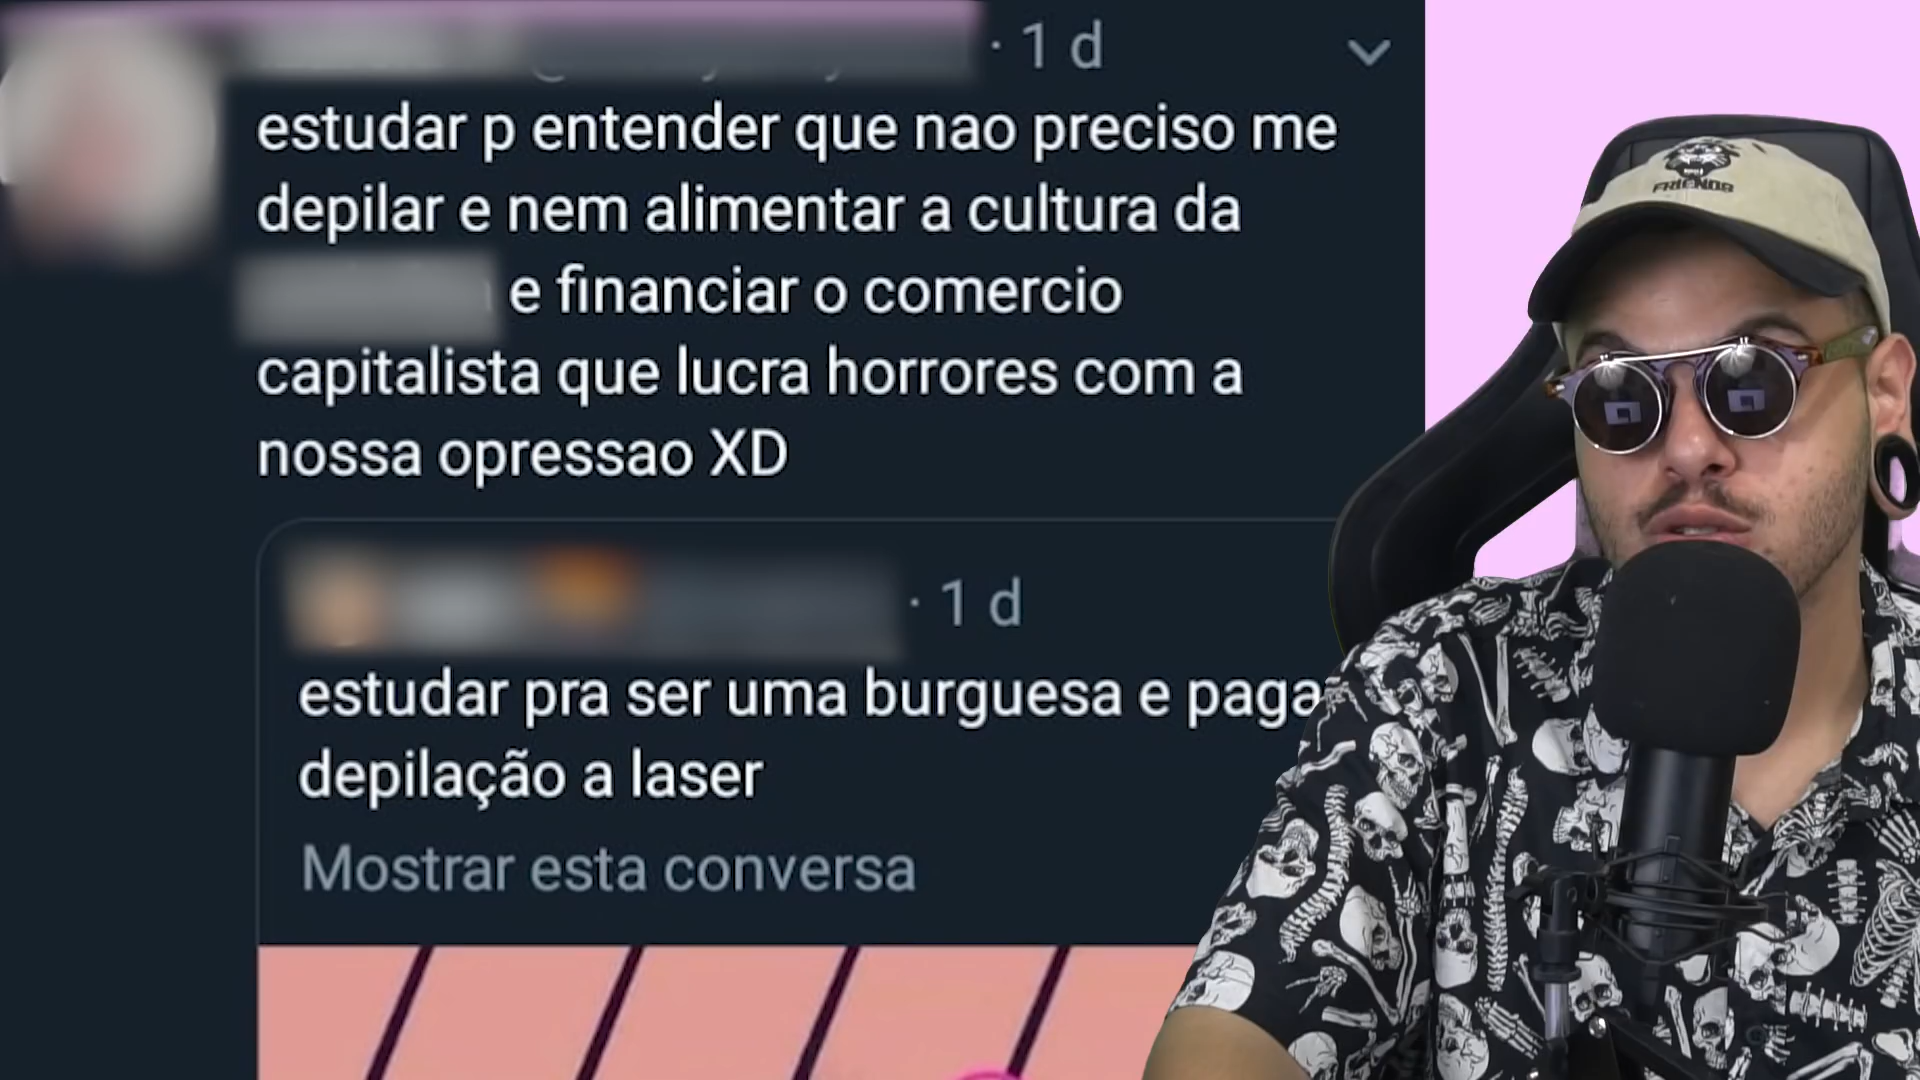 · 1 d
estudar p entender que nao preciso me
depilar e nem alimentar a cultura da
e financiar o comercio
capitalista que lucra horrores com a
nossa opressao XD
· 1 d
estudar pra ser uma burguesa e paga
depilação a laser
Mostrar esta conversa
FRIENDS